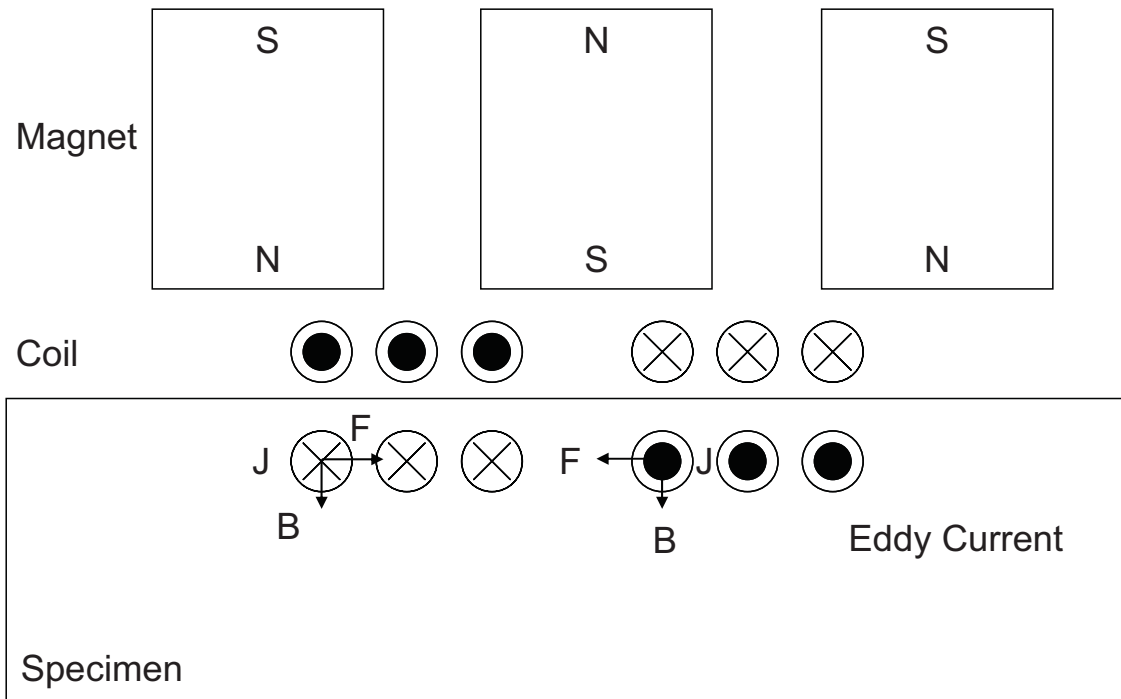 S N S
Magnet
N S N
Coil
F
J F J
B B
Eddy Current
Specimen